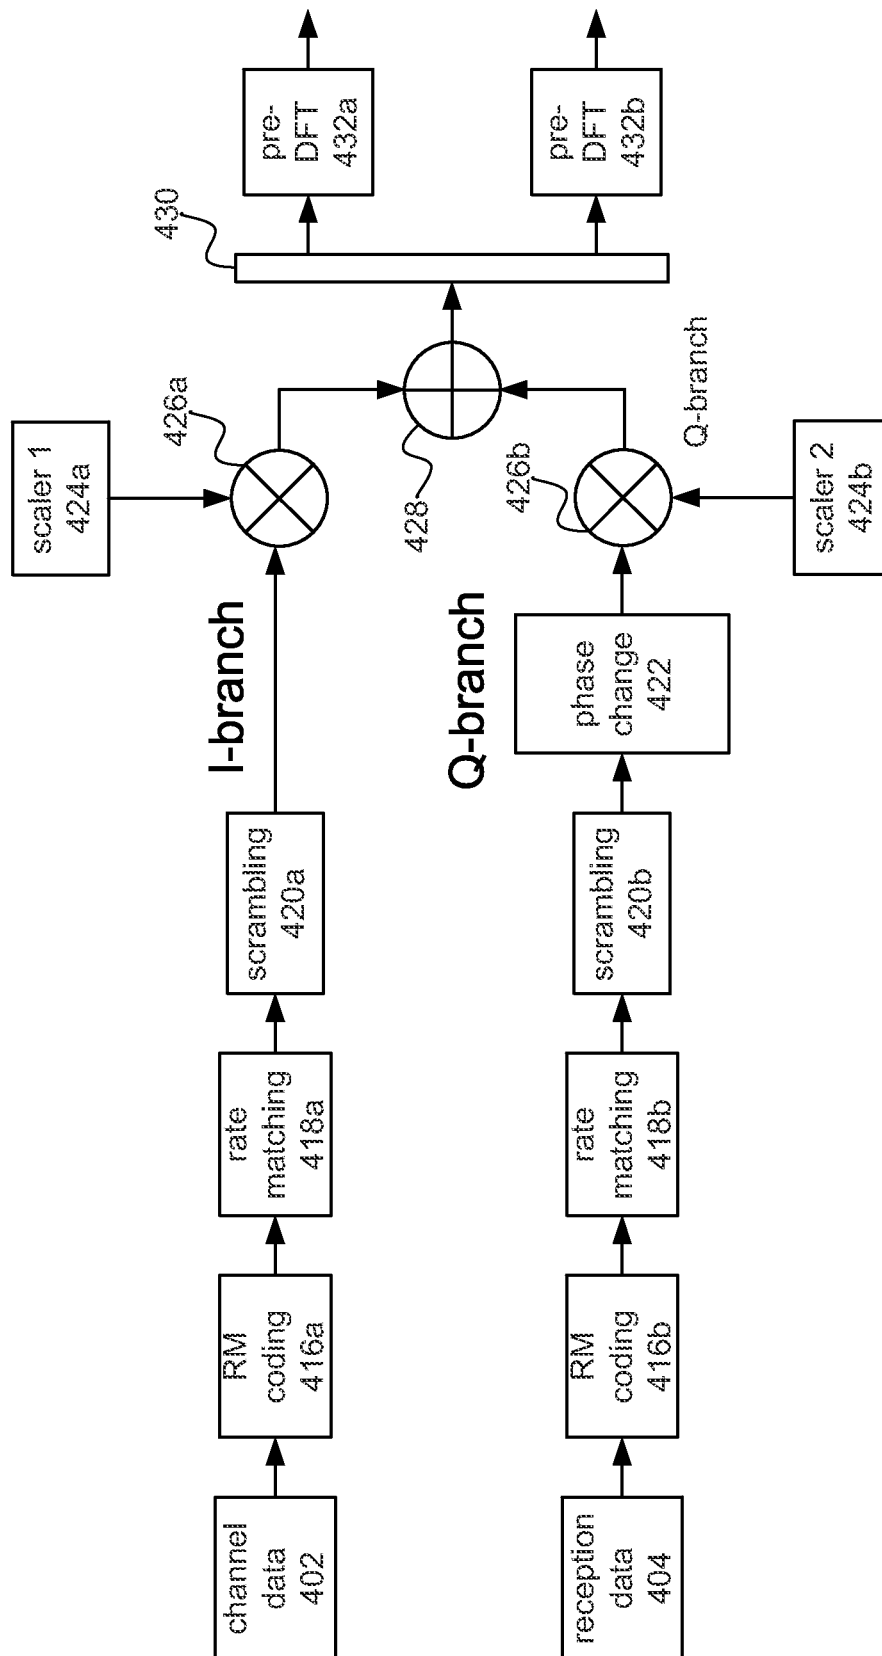 channel
data
402
RM
coding
416a
rate
matching
418a
scrambling
420a
I-branch
scaler 1
424a
426a
428
430
pre-
DFT
432a
reception
data
404
RM
coding
416b
rate
matching
418b
scrambling
420b
Q-branch
phase
change
422
426b
scaler 2
424b
Q-branch
pre-
DFT
432b